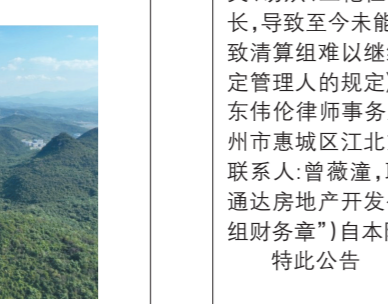 长,导致至今未能
致清算组难以继续
定管理人的规定》
东伟伦律师事务
州市惠城区江北
联系人:曾薇潼,联
通达房地产开发
组财务章”)自本
特此公告